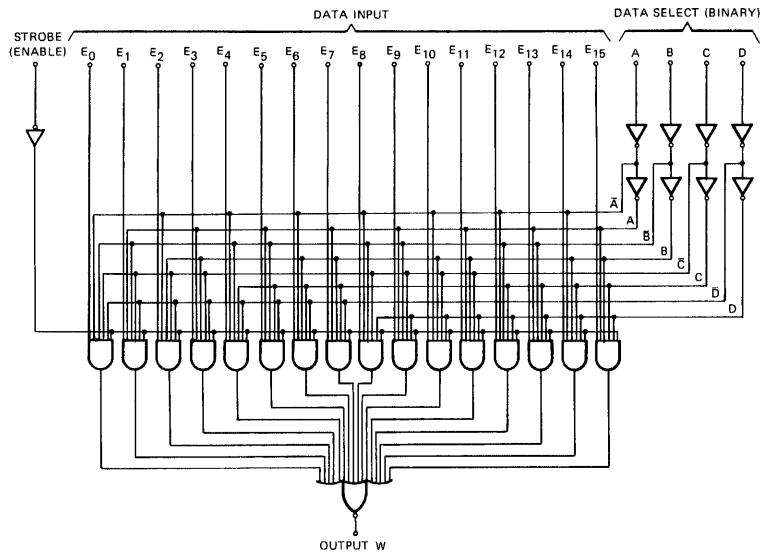 DATA INPUT
DATA SELECT (BINARY)
STROBE
(ENABLE)
E0 E1 E2 E3 E4 E5 E6 E7 E8 E9 E10 E11 E12 E13 E14 E15
A B C D
A̅
A
B̅
B
C̅
C
D̅
D
OUTPUT W